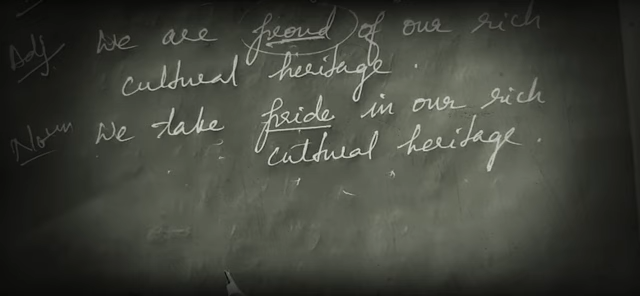 Adj We are proud of our rich
cultural heritage.
Noun We take pride in our rich
cultural heritage.